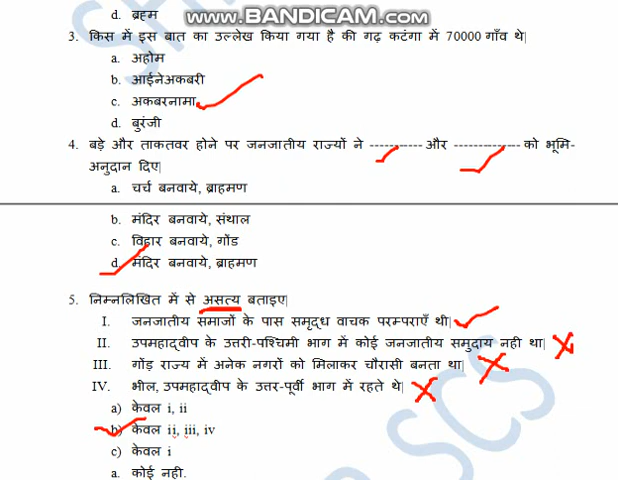 www.BANDICAM.com
d. ब्रहम
3. किस में इस बात का उल्लेख किया गया है की गढ़ कटंगा में 70000 गाँव थे|
a. अहोम
b. आईनेअकबरी
c. अकबरनामा
d. बुरंजी
4. बड़े और ताकतवर होने पर जनजातीय राज्यों ने ----------- और -------------- को भूमि-
अनुदान दिए|
a. चर्च बनवाये, ब्राहमण
b. मंदिर बनवाये, संथाल
c. विहार बनवाये, गोंड
d. मंदिर बनवाये, ब्राहमण
5. निम्नलिखित में से असत्य बताइए|
I. जनजातीय समाजों के पास समृद्ध वाचक परम्पराएँ थी|
II. उपमहाद्वीप के उत्तरी-पश्चिमी भाग में कोई जनजातीय समुदाय नही था|
III. गोंड़ राज्य में अनेक नगरों को मिलाकर चौरासी बनता था|
IV. भील, उपमहाद्वीप के उत्तर-पूर्वी भाग में रहते थे|
a) केवल i, ii
b) केवल ii, iii, iv
c) केवल i
a. कोई नही.